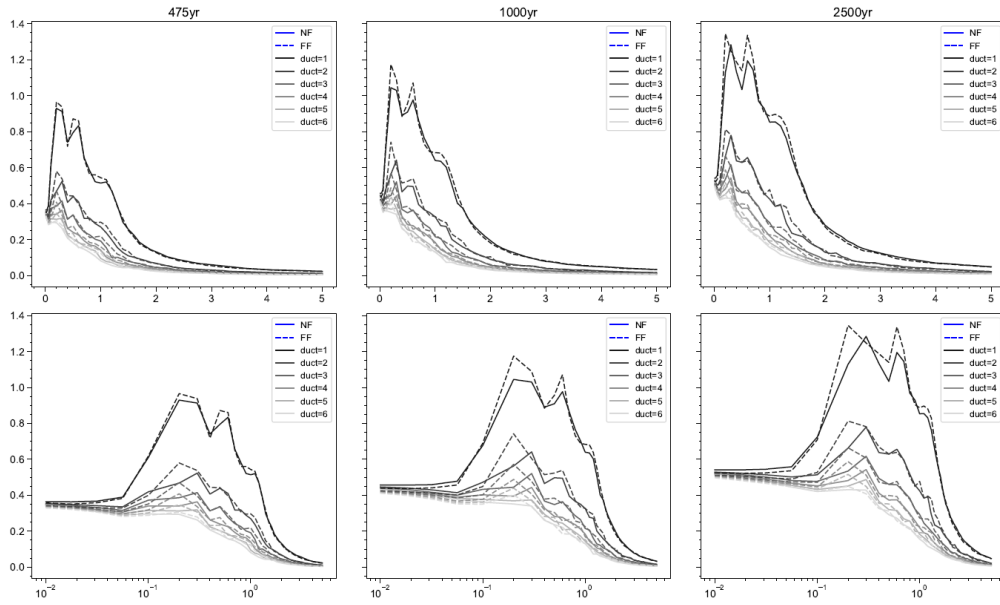 475yr
1000yr
2500yr
1.4
1.2
1.0
0.8
0.6
0.4
0.2
0.0
NF
FF
duct=1
duct=2
duct=3
duct=4
duct=5
duct=6
NF
FF
duct=1
duct=2
duct=3
duct=4
duct=5
duct=6
NF
FF
duct=1
duct=2
duct=3
duct=4
duct=5
duct=6
0 1 2 3 4 5
0 1 2 3 4 5
0 1 2 3 4 5
1.4
1.2
1.0
0.8
0.6
0.4
0.2
0.0
NF
FF
duct=1
duct=2
duct=3
duct=4
duct=5
duct=6
NF
FF
duct=1
duct=2
duct=3
duct=4
duct=5
duct=6
NF
FF
duct=1
duct=2
duct=3
duct=4
duct=5
duct=6
10⁻² 10⁻¹ 10⁰
10⁻² 10⁻¹ 10⁰
10⁻² 10⁻¹ 10⁰